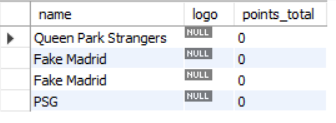 name logo points_total
Queen Park Strangers NULL 0
Fake Madrid NULL 0
Fake Madrid NULL 0
PSG NULL 0